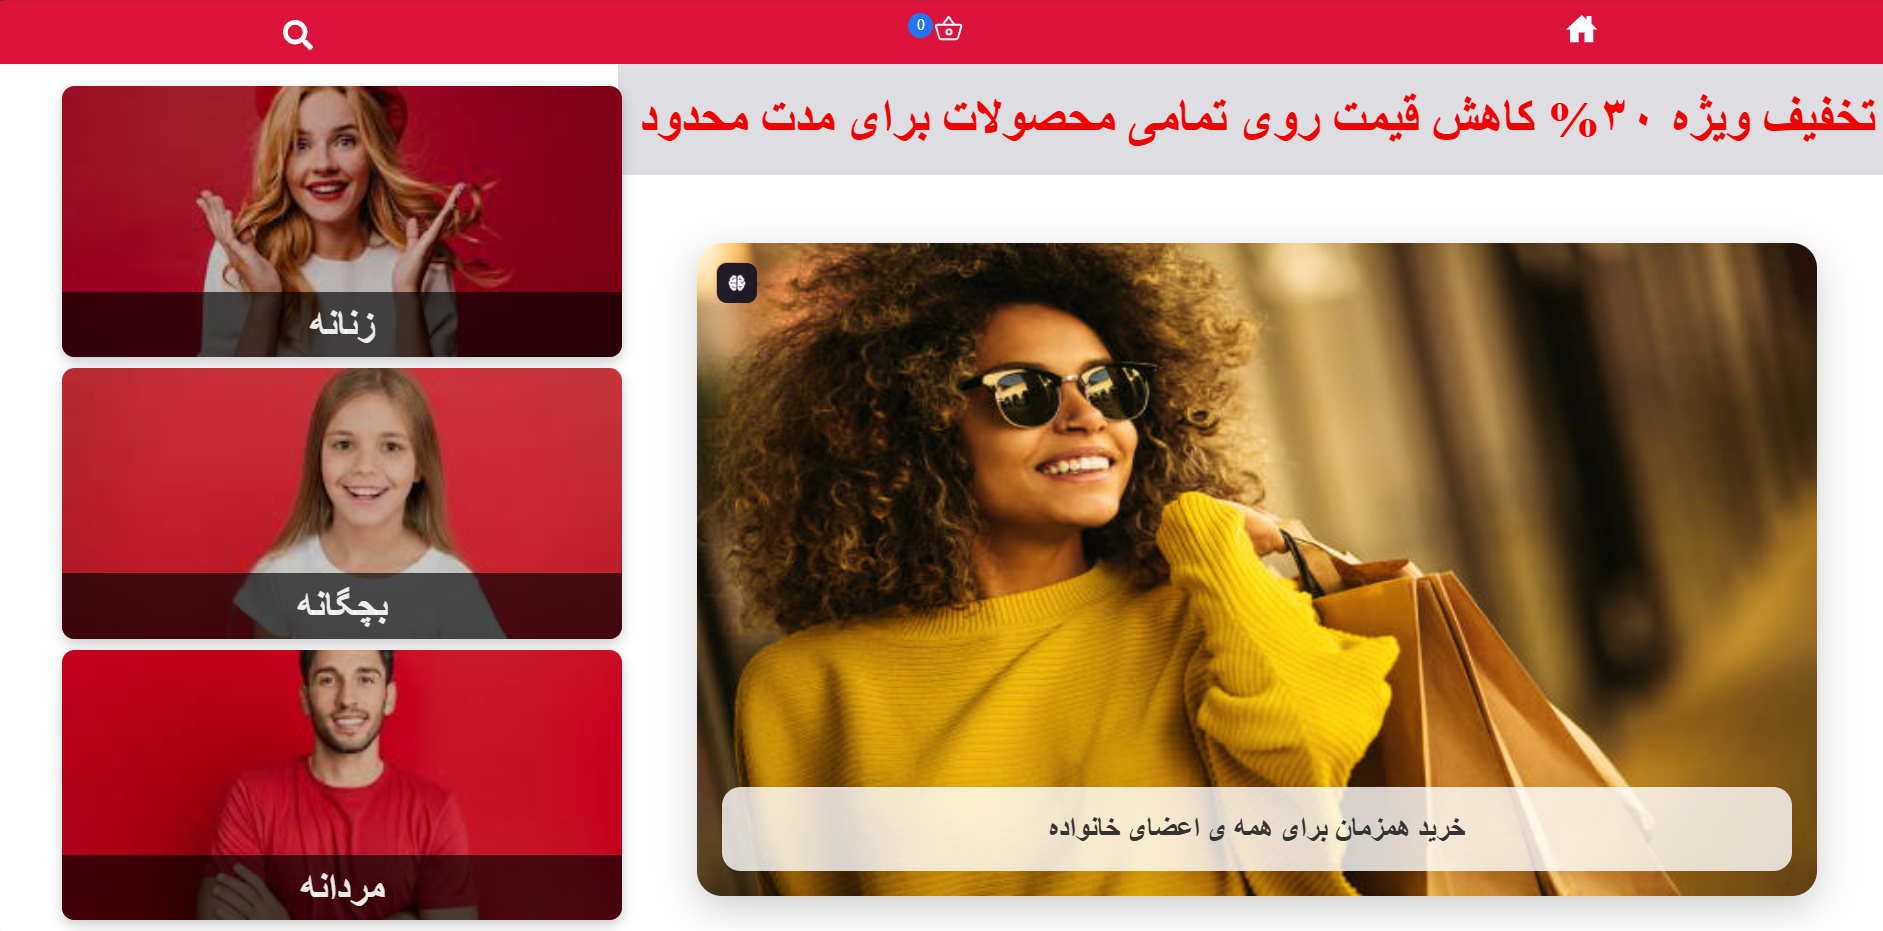 0
تخفیف ویژه ۳۰% کاهش قیمت روی تمامی محصولات برای مدت محدود
زنانه
بچگانه
مردانه
خرید همزمان برای همه ی اعضای خانواده